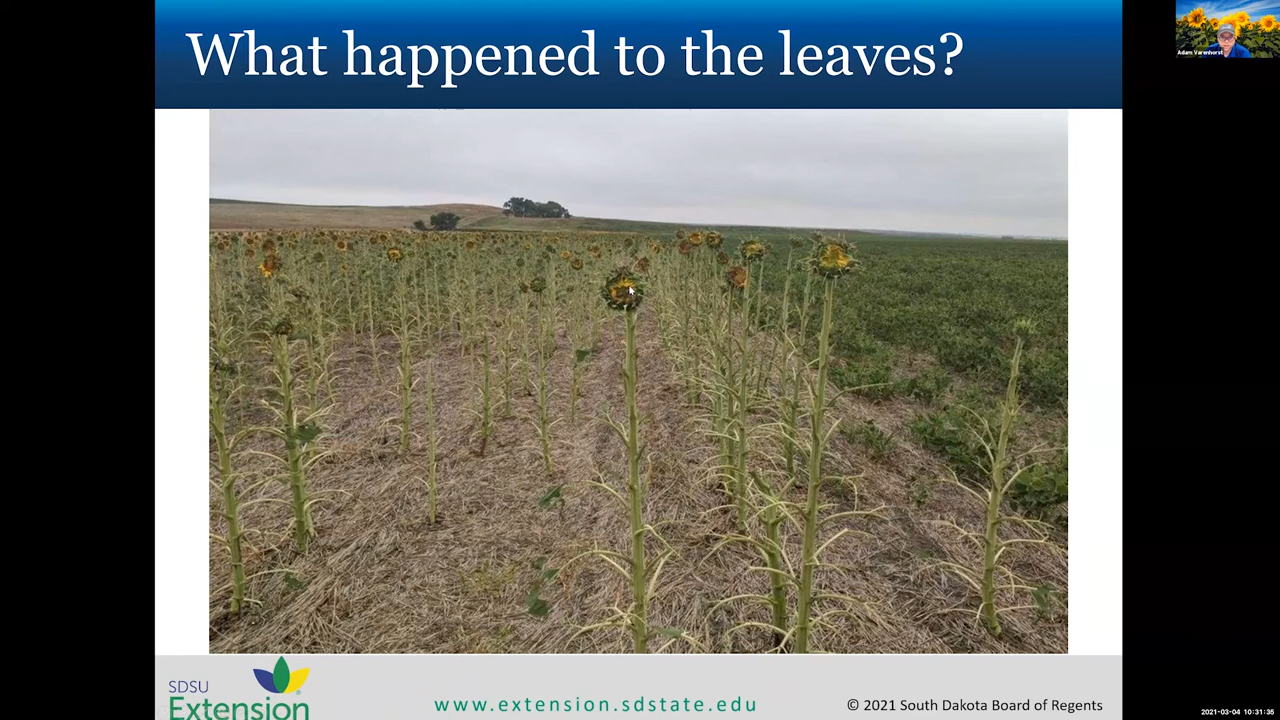 What happened to the leaves?
Adam Varenhorst
SDSU
Extension
www.extension.sdstate.edu
© 2021 South Dakota Board of Regents
2021-03-04 10:31:35